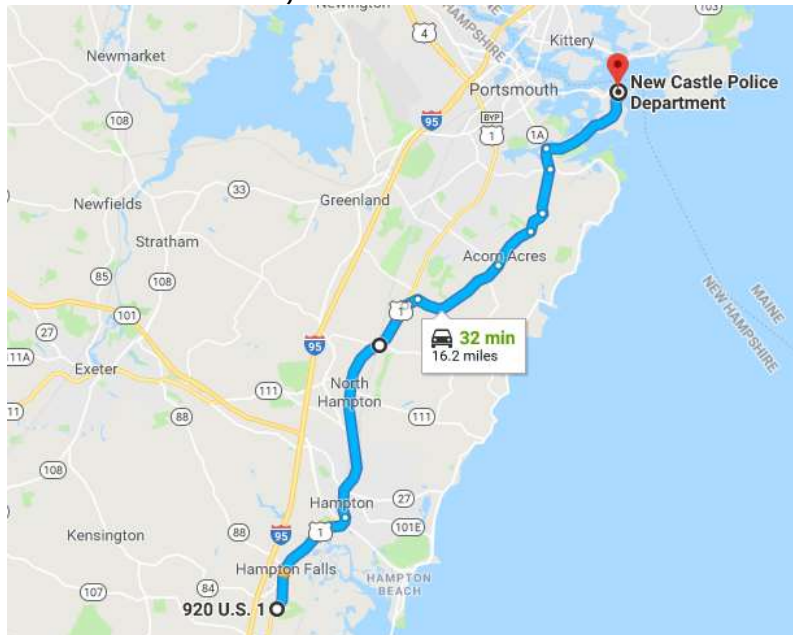 Newington
103
Kittery
4
HAMPSHIRE
Newmarket
Portsmouth
New Castle Police
Department
95
BYP
1
1A
108
33
Newfields
Greenland
Stratham
108
85
Acorn Acres
MAINE
NEW HAMPSHIRE
101
1
27
95
32 min
16.2 miles
111A
Exeter
111
North
Hampton
111
111
88
108
Hampton
27
1
101E
95
Kensington
88
Hampton Falls
HAMPTON
BEACH
107
84
920 U.S. 1